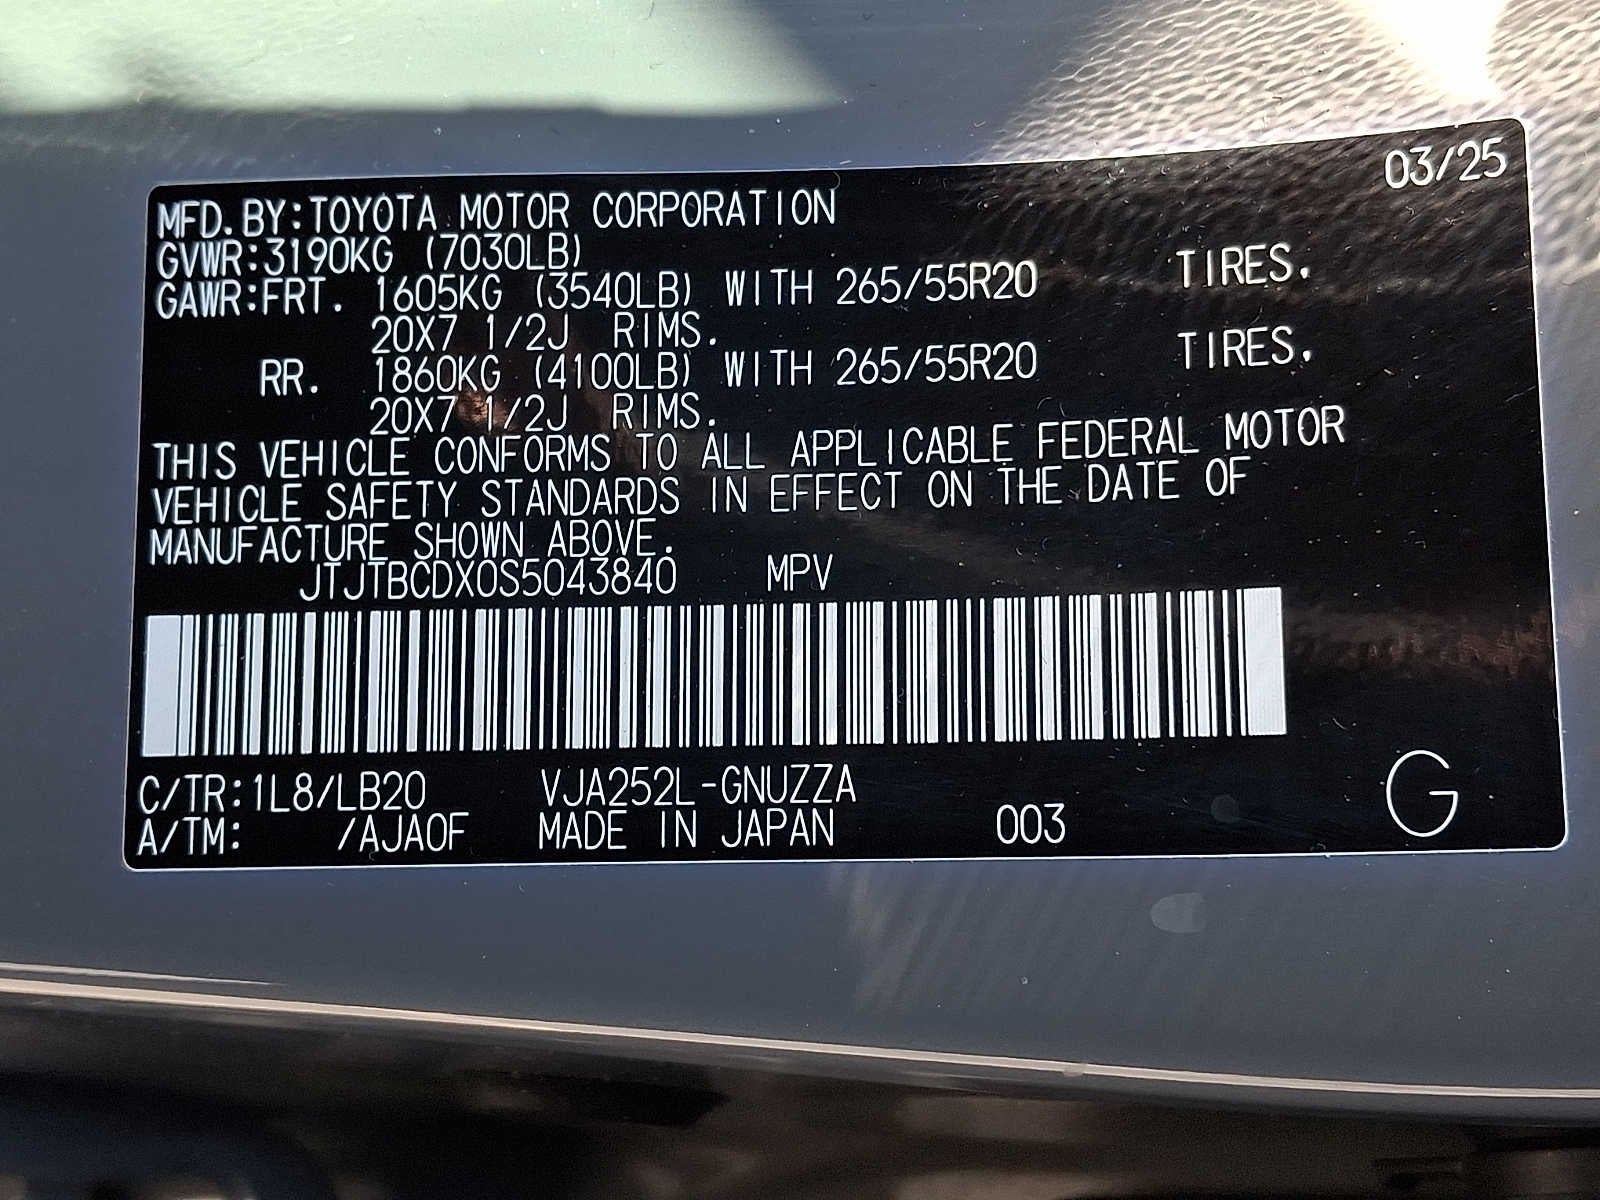 03/25
MFD.BY:TOYOTA MOTOR CORPORATION
GVWR:3190KG (7030LB)
GAWR:FRT. 1605KG (3540LB) WITH 265/55R20 TIRES.
20X7 1/2J RIMS.
RR. 1860KG (4100LB) WITH 265/55R20 TIRES.
20X7 1/2J RIMS.
THIS VEHICLE CONFORMS TO ALL APPLICABLE FEDERAL MOTOR
VEHICLE SAFETY STANDARDS IN EFFECT ON THE DATE OF
MANUFACTURE SHOWN ABOVE.
JTJTBCDX0S5043840 MPV
C/TR:1L8/LB20 VJA252L-GNUZZA
A/TM: /AJA0F MADE IN JAPAN 003 G